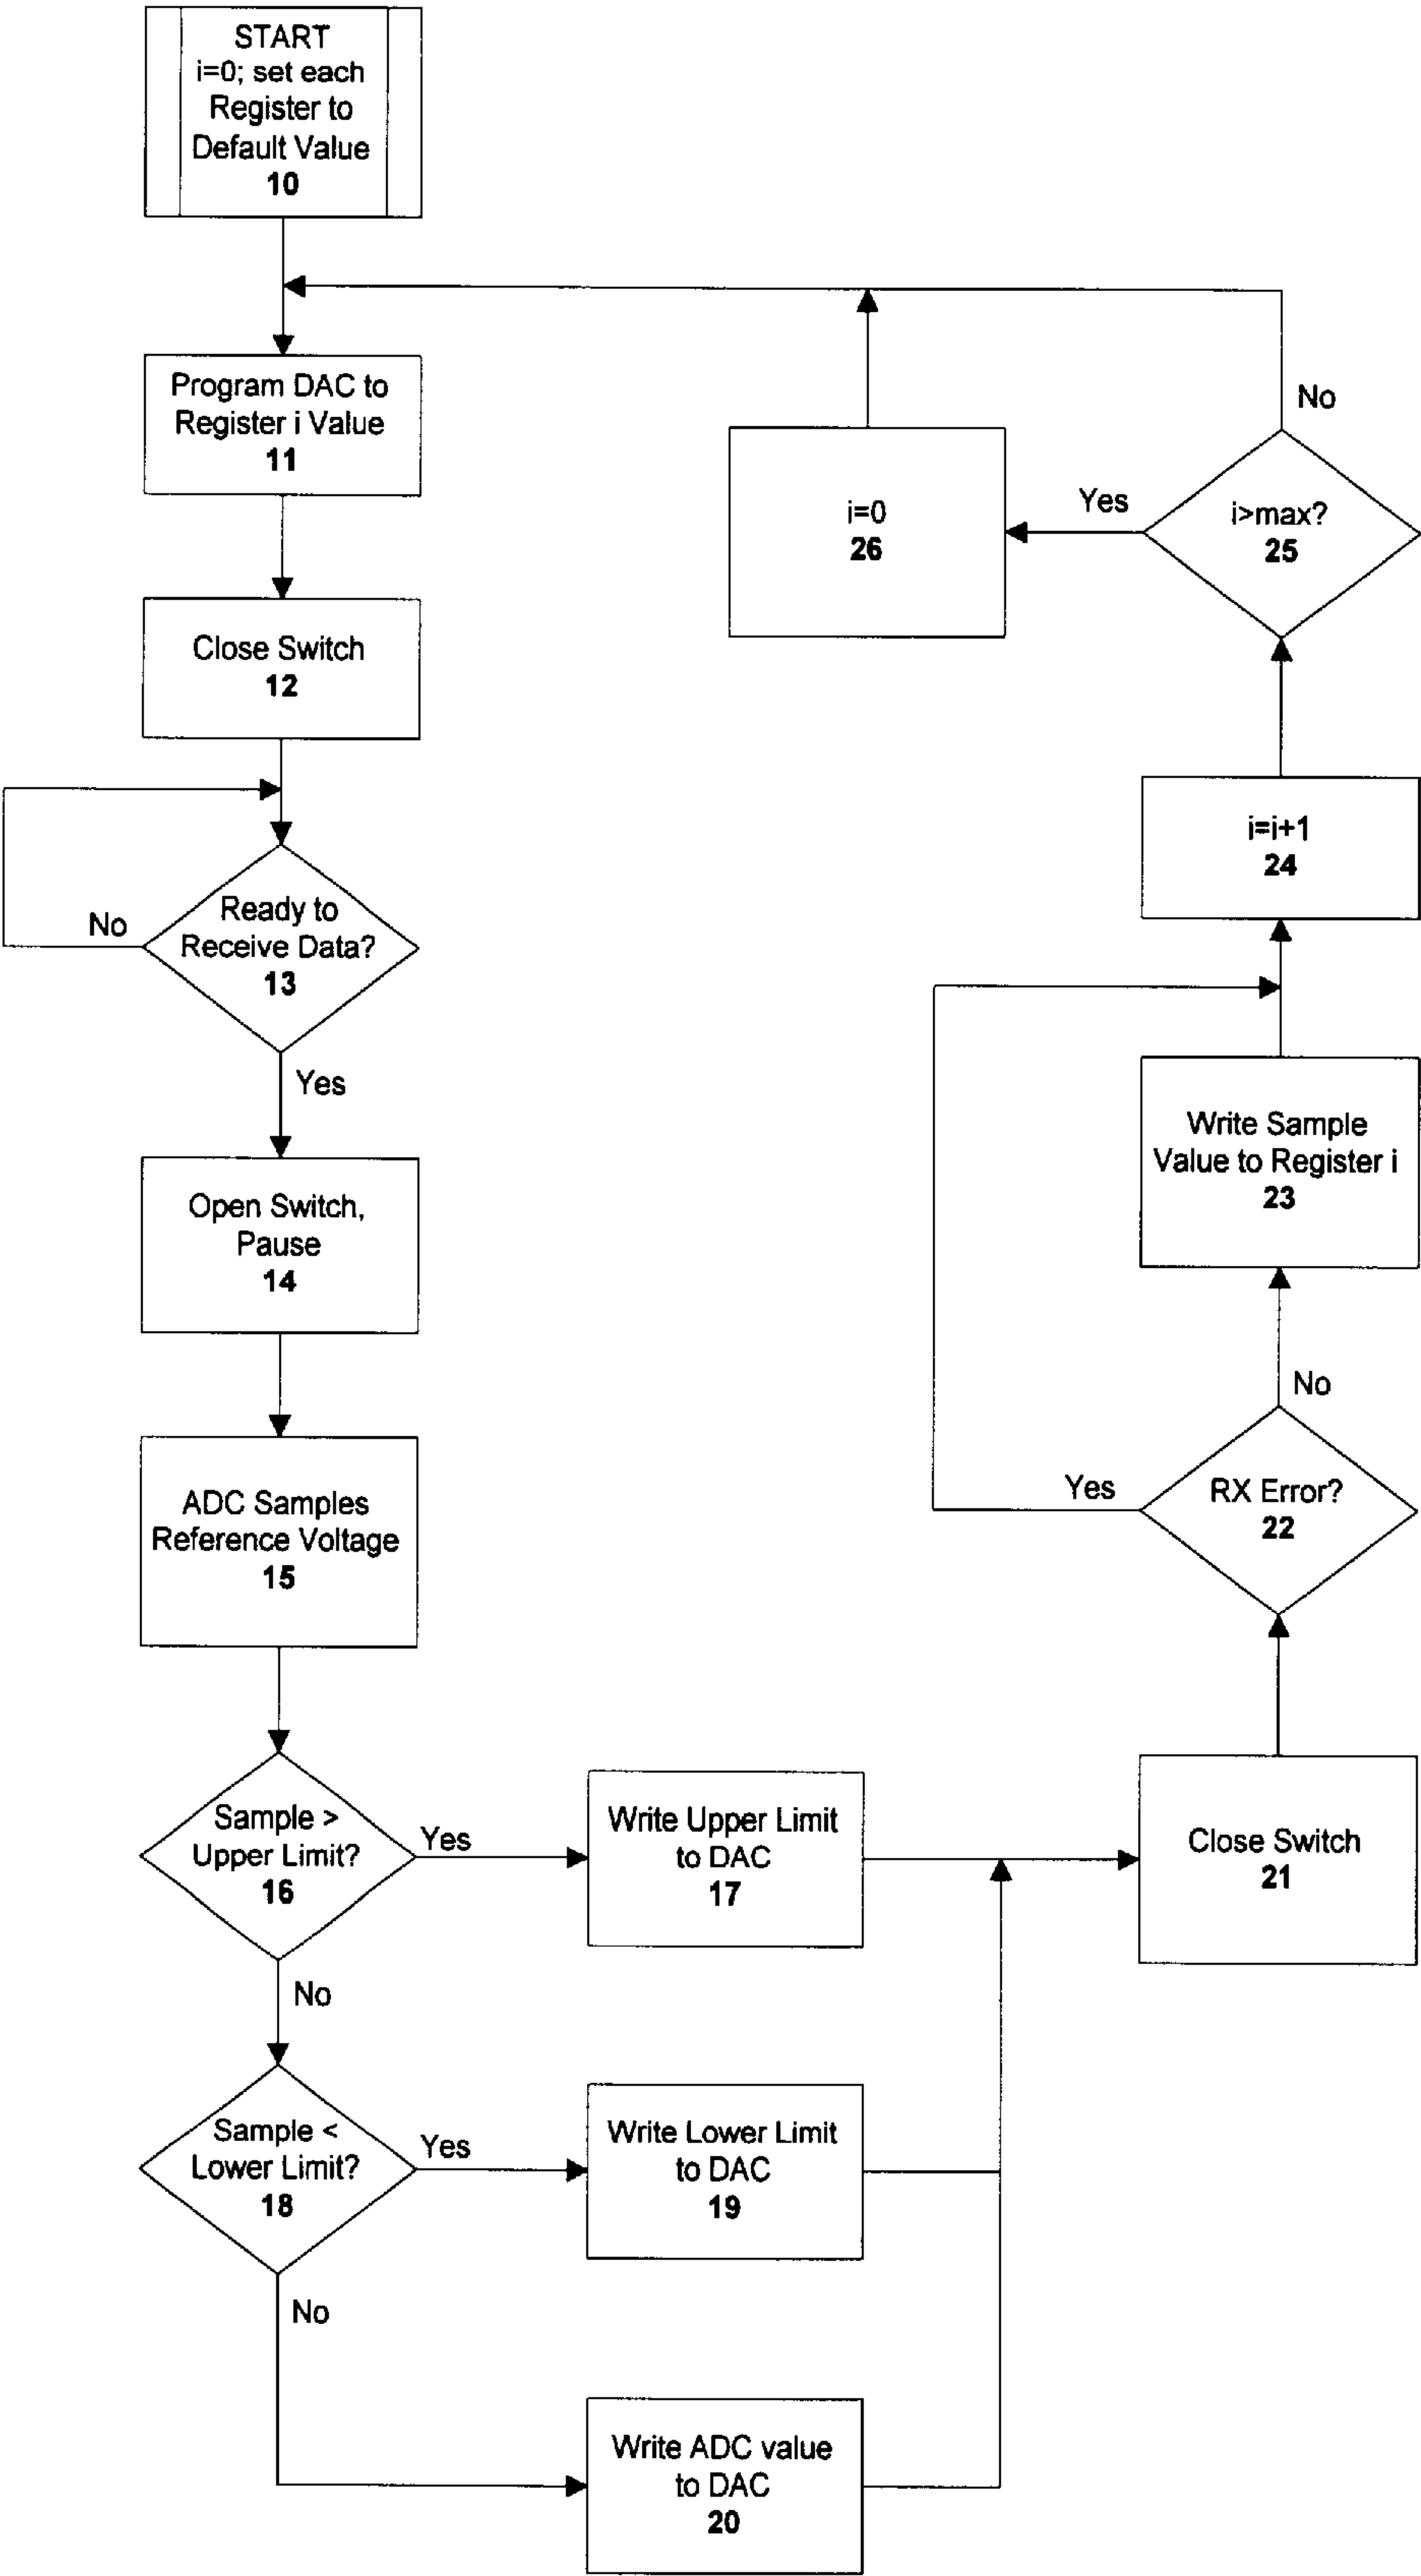 START
i=0; set each
Register to
Default Value
10
Program DAC to
Register i Value
11
Close Switch
12
No
Ready to
Receive Data?
13
Yes
Open Switch,
Pause
14
ADC Samples
Reference Voltage
15
Sample >
Upper Limit?
16
Yes
No
Write Upper Limit
to DAC
17
Sample <
Lower Limit?
18
Yes
No
Write Lower Limit
to DAC
19
Write ADC value
to DAC
20
Close Switch
21
RX Error?
22
Yes
No
Write Sample
Value to Register i
23
i=i+1
24
i>max?
25
Yes
No
i=0
26